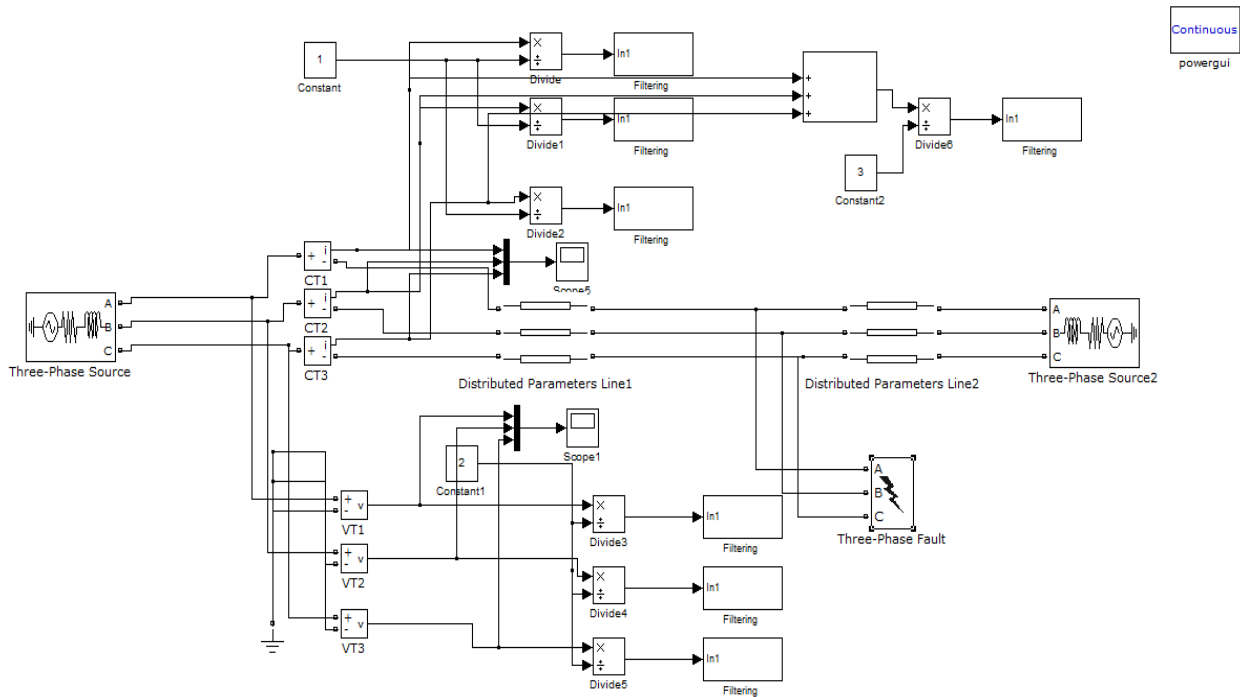 Continuous
powergui
1
Constant
×
÷
Divide
In1
Filtering
×
÷
Divide1
In1
Filtering
+
+
+
×
÷
Divide6
In1
Filtering
3
Constant2
×
÷
Divide2
In1
Filtering
+
i
-
CT1
Scope5
+
i
-
CT2
+
i
-
CT3
A
B
C
Three-Phase Source
Distributed Parameters Line1
Distributed Parameters Line2
A
B
C
Three-Phase Source2
Scope1
2
Constant1
+
-
v
VT1
×
÷
Divide3
In1
Filtering
A
B
C
Three-Phase Fault
+
-
v
VT2
×
÷
Divide4
In1
Filtering
+
-
v
VT3
×
÷
Divide5
In1
Filtering